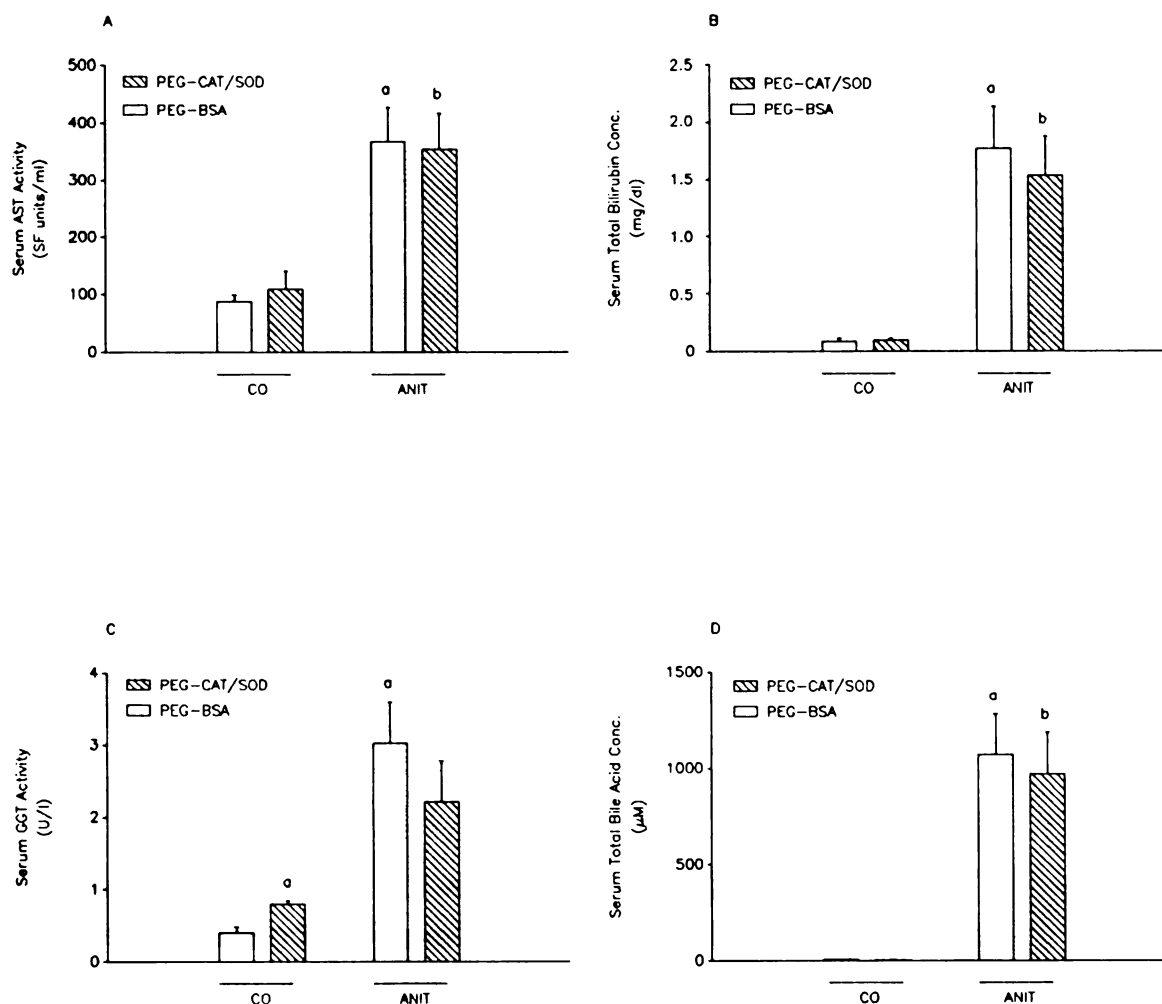 A
Serum AST Activity
(SF units/ml)
500
400
300
200
100
0
PEG-CAT/SOD
PEG-BSA
a
b
CO
ANIT
B
Serum Total Bilirubin Conc.
(mg/dl)
2.5
2.0
1.5
1.0
0.5
0
PEG-CAT/SOD
PEG-BSA
a
b
CO
ANIT
C
Serum GGT Activity
(U/l)
4
3
2
1
0
PEG-CAT/SOD
PEG-BSA
a
a
CO
ANIT
D
Serum Total Bile Acid Conc.
(μM)
1500
1000
500
0
PEG-CAT/SOD
PEG-BSA
a
b
CO
ANIT